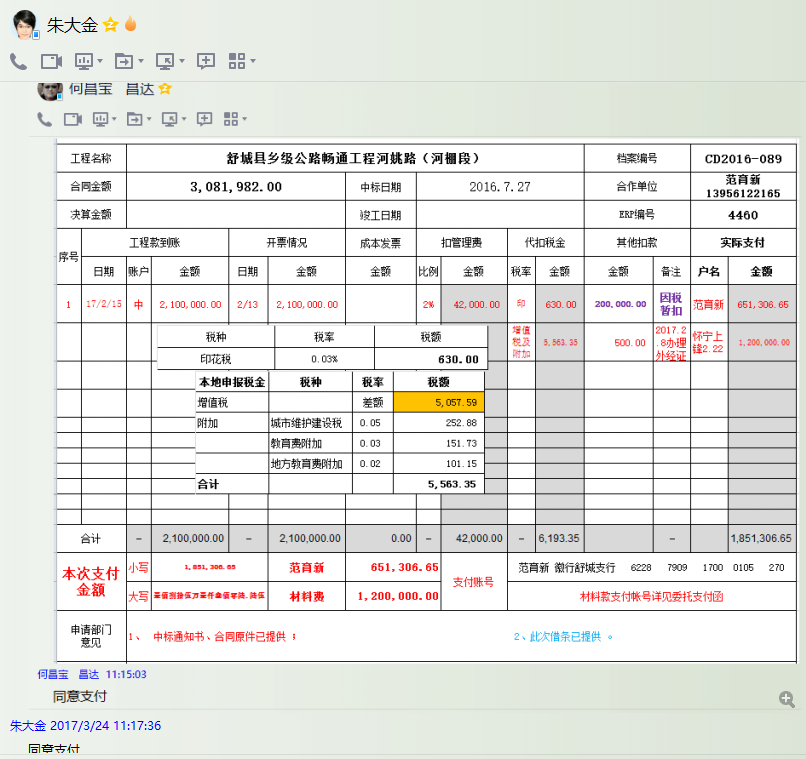 朱大金
何昌宝 昌达
工程名称 舒城县乡级公路畅通工程河姚路（河棚段） 档案编号 CD2016-089
合同金额 3,081,982.00 中标日期 2016.7.27 合作单位 范育新 13956122165
决算金额 竣工日期 ERP编号 4460
序号 工程款到账 开票情况 成本发票 扣管理费 代扣税金 其他扣款 实际支付
日期 账户 金额 日期 金额 金额 比例 金额 税率 金额 金额 备注 户名 金额
1 17/2/15 中 2,100,000.00 2/13 2,100,000.00 2% 42,000.00 印 630.00 200,000.00 因税暂扣 范育新 651,306.65
增值税及附加 5,563.35 500.00 2017.2.8办理外经证 怀宁上锋2.22 1,200,000.00
税种 税率 税额
印花税 0.03% 630.00
本地申报税金 税种 税率 税额
增值税 差额 5,057.59
附加 城市维护建设税 0.05 252.88
教育费附加 0.03 151.73
地方教育费附加 0.02 101.15
合计 5,563.35
合计 － 2,100,000.00 － 2,100,000.00 0.00 － 42,000.00 － 6,193.35 － 1,851,306.65
本次支付金额 小写 1,851,306.65 范育新 651,306.65 支付账号 范育新 徽行舒城支行 6228 7909 1700 0105 270
大写 材料费 1,200,000.00 材料款支付帐号详见委托支付函
申请部门意见 1、 中标通知书、合同原件已提供； 2、此次借条已提供 。
何昌宝 昌达 11:15:03
同意支付
朱大金 2017/3/24 11:17:36
同意支付